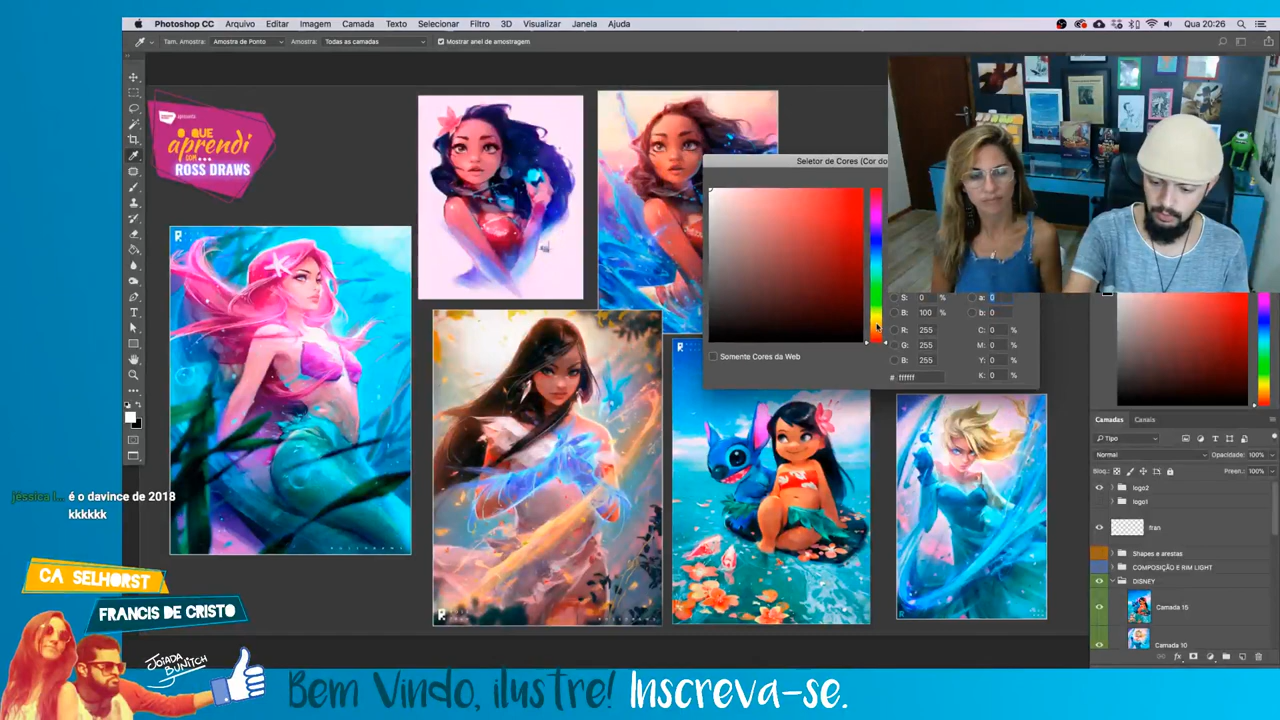 Photoshop CC Arquivo Editar Imagem Camada Texto Selecionar Filtro 3D Visualizar Janela Ajuda
Qua 20:26
Tam. Amostra: Amostra de Ponto Amostra: Todas as camadas Mostrar anel de amostragem
O QUE
aprendi
COM...
ROSS DRAWS
Seletor de Cores (Cor do
S: 0 %
a: 0
B: 100 %
b: 0
R: 255
C: 0 %
G: 255
M: 0 %
B: 255
Y: 0 %
# ffffff
K: 0 %
Somente Cores da Web
Camadas Canais
Tipo
Normal
Opacidade: 100%
Bloq.:
Preen.: 100%
logo2
logo1
fran
Shapes e arestas
COMPOSIÇÃO E RIM LIGHT
DISNEY
Camada 15
Camada 10
é o davince de 2018
kkkkkk
CA SELHORST
FRANCIS DE CRISTO
JOIADA
BUNITCH
Bem Vindo, ilustre! Inscreva-se.